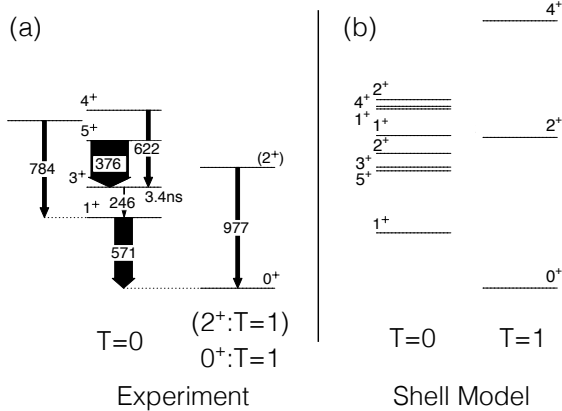 (a)
4⁺
5⁺
622
784
376
3⁺
3.4ns
246
1⁺
571
(2⁺)
977
0⁺
T=0
(2⁺:T=1)
0⁺:T=1
Experiment
(b)
4⁺
2⁺
4⁺
1⁺
1⁺
2⁺
3⁺
5⁺
1⁺
2⁺
0⁺
T=0
T=1
Shell Model